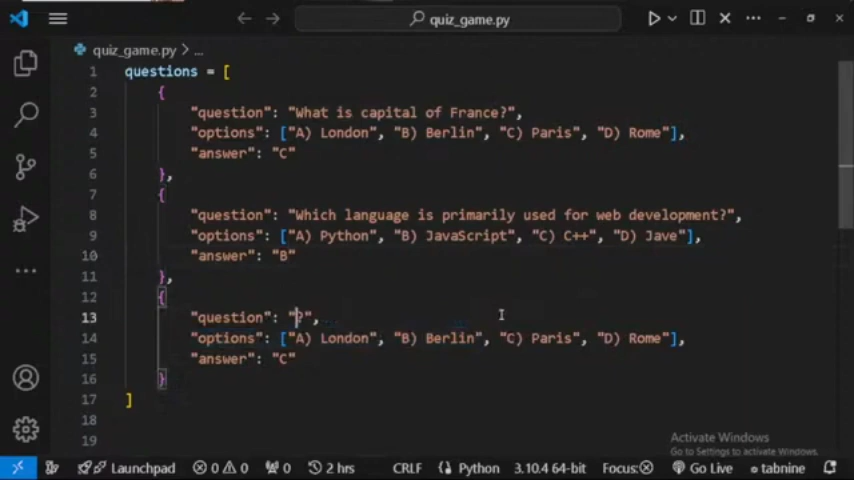 quiz_game.py
quiz_game.py > ...
1 questions = [
2 {
3 "question": "What is capital of France?",
4 "options": ["A) London", "B) Berlin", "C) Paris", "D) Rome"],
5 "answer": "C"
6 },
7 {
8 "question": "Which language is primarily used for web development?",
9 "options": ["A) Python", "B) JavaScript", "C) C++", "D) Jave"],
10 "answer": "B"
11 },
12 {
13 "question": "?",
14 "options": ["A) London", "B) Berlin", "C) Paris", "D) Rome"],
15 "answer": "C"
16 }
17 ]
18
19
Activate Windows
Go to Settings to activate Windows.
Launchpad 0 0 0 2 hrs CRLF {} Python 3.10.4 64-bit Focus: Go Live tabnine